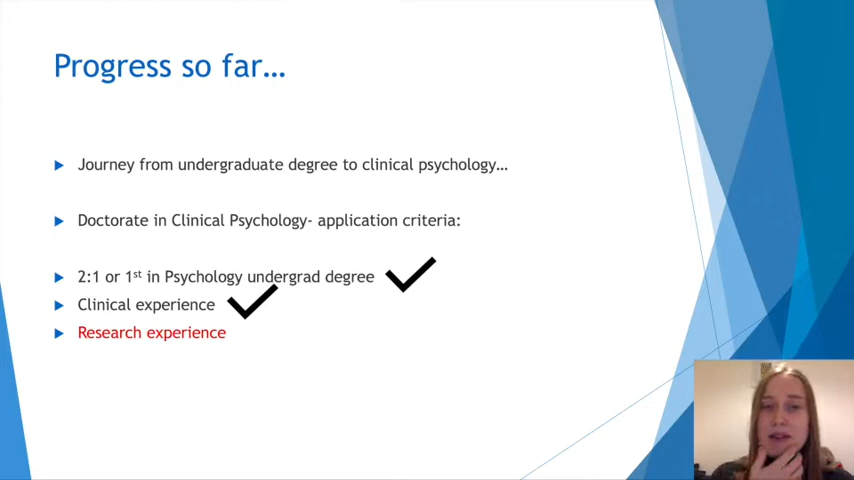 Progress so far…
Journey from undergraduate degree to clinical psychology…
Doctorate in Clinical Psychology- application criteria:
2:1 or 1st in Psychology undergrad degree
Clinical experience
Research experience